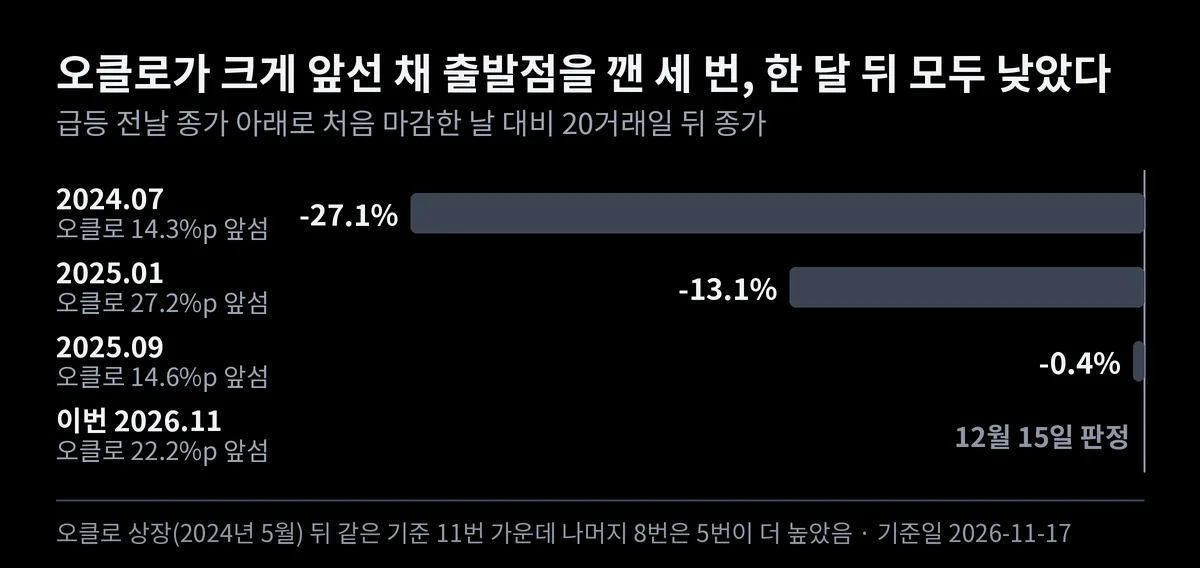 오클로가 크게 앞선 채 출발점을 깬 세 번, 한 달 뒤 모두 낮았다
급등 전날 종가 아래로 처음 마감한 날 대비 20거래일 뒤 종가
2024.07
오클로 14.3%p 앞섬
-27.1%
2025.01
오클로 27.2%p 앞섬
-13.1%
2025.09
오클로 14.6%p 앞섬
-0.4%
이번 2026.11
오클로 22.2%p 앞섬
12월 15일 판정
오클로 상장(2024년 5월) 뒤 같은 기준 11번 가운데 나머지 8번은 5번이 더 높았음 · 기준일 2026-11-17